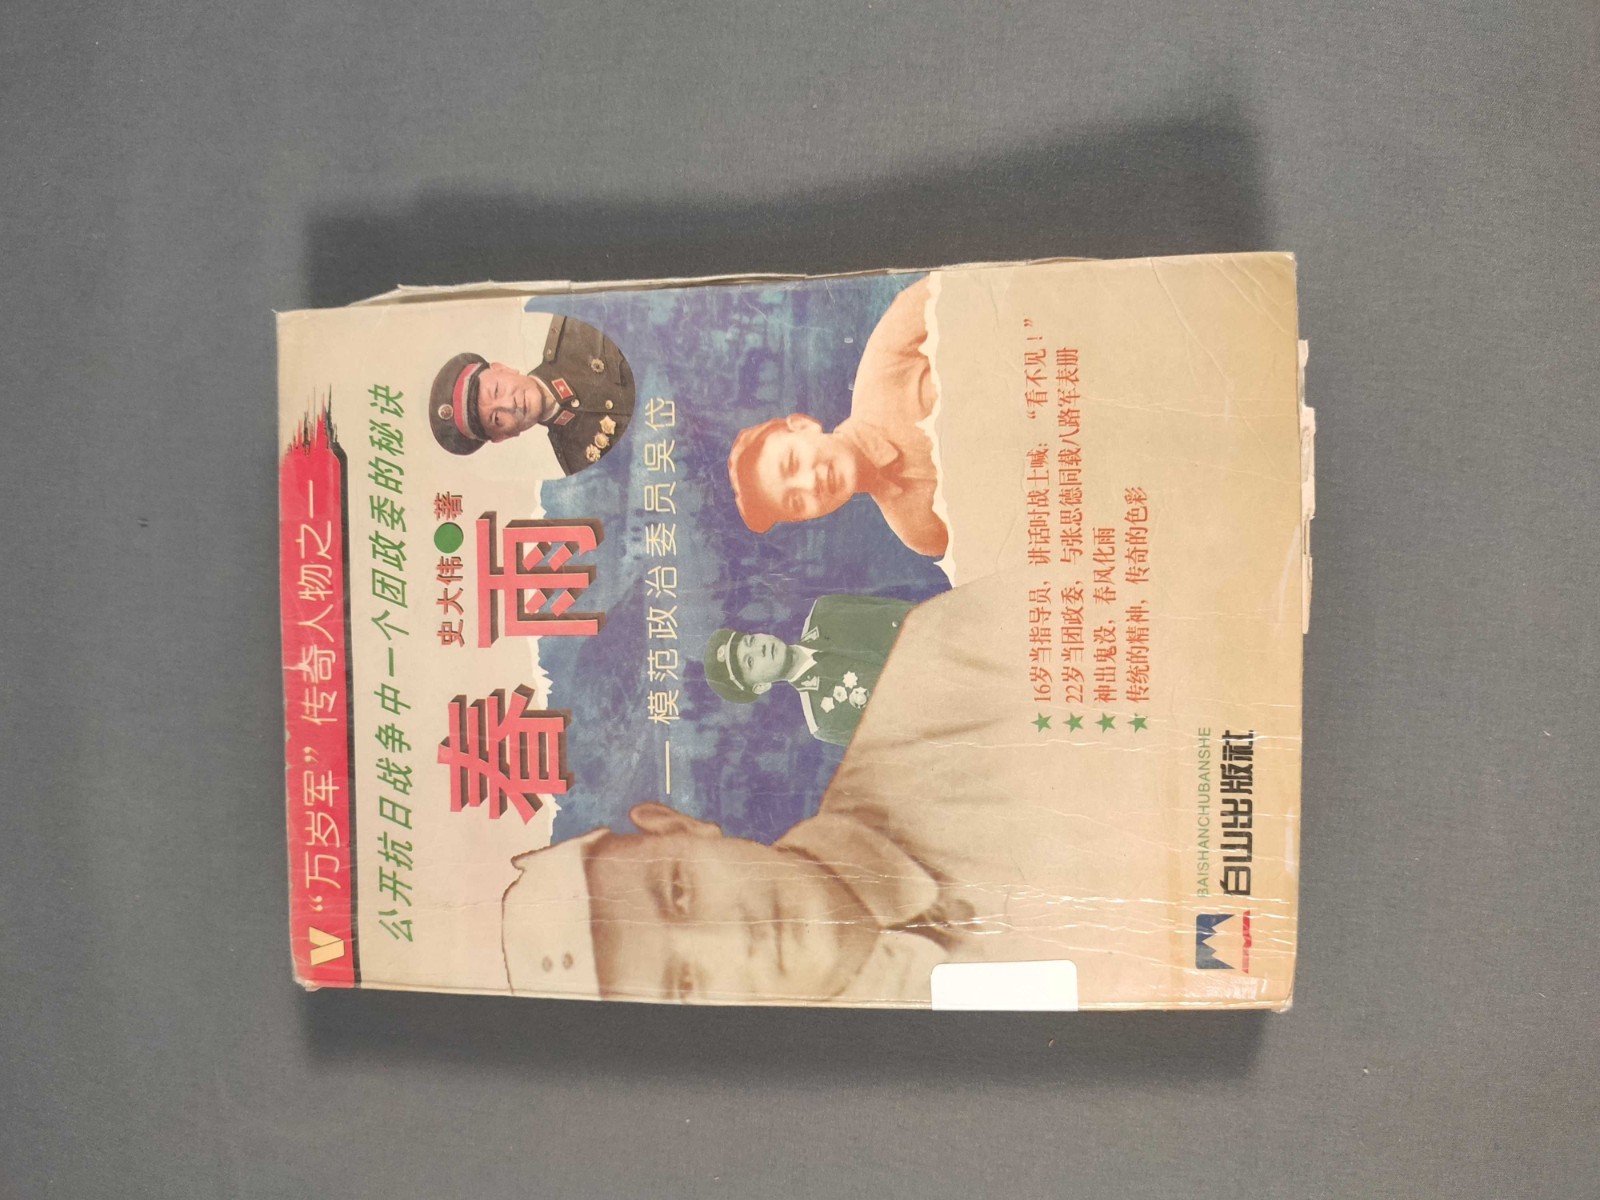 “万岁军”传奇人物之一
公开抗日战争中一个团政委的秘诀
史大伟●著
春雨
——模范政治委员吴岱
★ 16岁当指导员，讲话时战士喊：“看不见！”
★ 22岁当团政委，与张思德同载八路军表册
★ 神出鬼没，春风化雨
★ 传统的精神，传奇的色彩
BAISHANCHUBANSHE
白山出版社